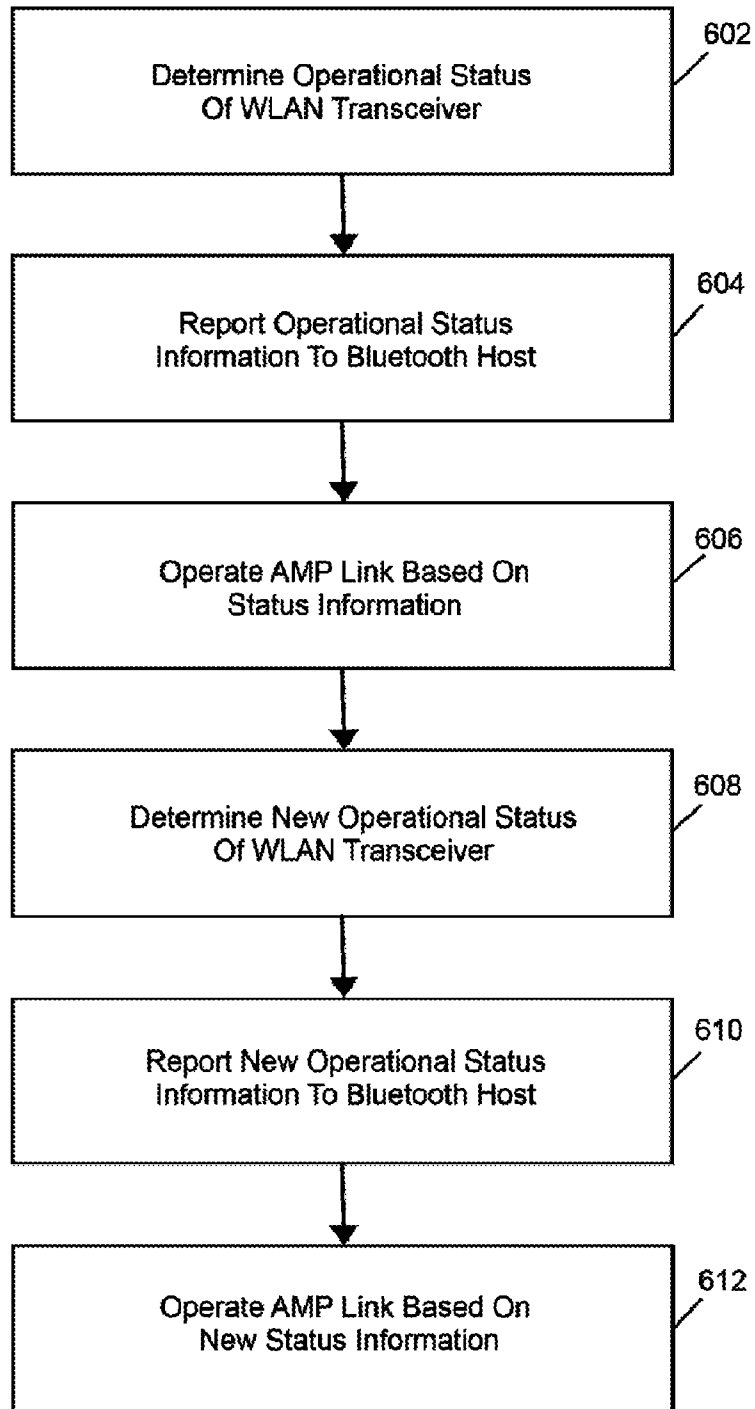 602
Determine Operational Status
Of WLAN Transceiver
604
Report Operational Status
Information To Bluetooth Host
606
Operate AMP Link Based On
Status Information
608
Determine New Operational Status
Of WLAN Transceiver
610
Report New Operational Status
Information To Bluetooth Host
612
Operate AMP Link Based On
New Status Information